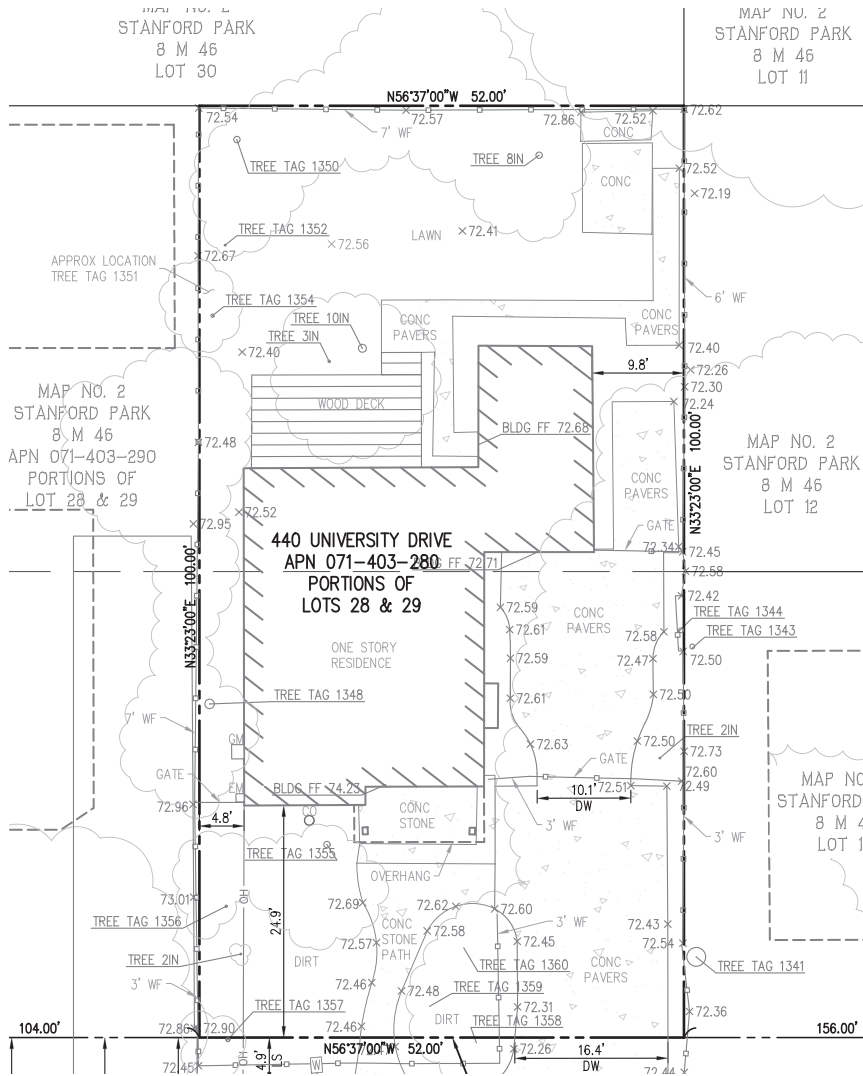 STANFORD PARK
8 M 46
LOT 30
MAP NO. 2
STANFORD PARK
8 M 46
LOT 11
N56°37'00"W 52.00'
72.54
72.57
72.86
72.52
72.62
7' WF
CONC
TREE TAG 1350
TREE 8IN
CONC
72.52
72.19
TREE TAG 1352
72.56
LAWN
72.41
72.67
APPROX LOCATION
TREE TAG 1351
TREE TAG 1354
6' WF
TREE 10IN
CONC
PAVERS
CONC
PAVERS
TREE 3IN
72.40
72.40
9.8'
72.26
72.30
72.24
WOOD DECK
MAP NO. 2
STANFORD PARK
8 M 46
APN 071-403-290
PORTIONS OF
LOT 28 & 29
BLDG FF 72.68
N33°23'00"E 100.00'
MAP NO. 2
STANFORD PARK
8 M 46
LOT 12
72.48
CONC
PAVERS
72.95
72.52
GATE
440 UNIVERSITY DRIVE
APN 071-403-280
PORTIONS OF
LOTS 28 & 29
BLDG FF 72.71
72.34
72.45
72.58
N33°23'00"E 100.00'
72.59
72.42
72.61
CONC
PAVERS
72.58
TREE TAG 1344
TREE TAG 1343
ONE STORY
RESIDENCE
72.59
72.47
72.50
72.61
72.50
TREE TAG 1348
7' WF
TREE 2IN
GM
72.63
72.50
72.73
GATE
GATE
EM
BLDG FF 74.23
72.60
72.49
72.96
10.1'
DW
72.51
MAP NO
STANFORD
8 M 4
LOT 1
4.8'
CO
CONC
STONE
3' WF
3' WF
TREE TAG 1355
OVERHANG
73.01
72.69
72.62
72.60
TREE TAG 1356
OH
24.9'
CONC
STONE
PATH
72.58
3' WF
72.43
72.57
72.45
72.54
TREE 2IN
DIRT
TREE TAG 1360
CONC
PAVERS
TREE TAG 1341
3' WF
72.46
72.48
TREE TAG 1359
TREE TAG 1357
72.31
72.36
DIRT
TREE TAG 1358
104.00'
72.86
72.90
72.46
156.00'
N56°37'00"W 52.00'
72.26
16.4'
DW
72.45
OH
4.9'
LS
W
72.44